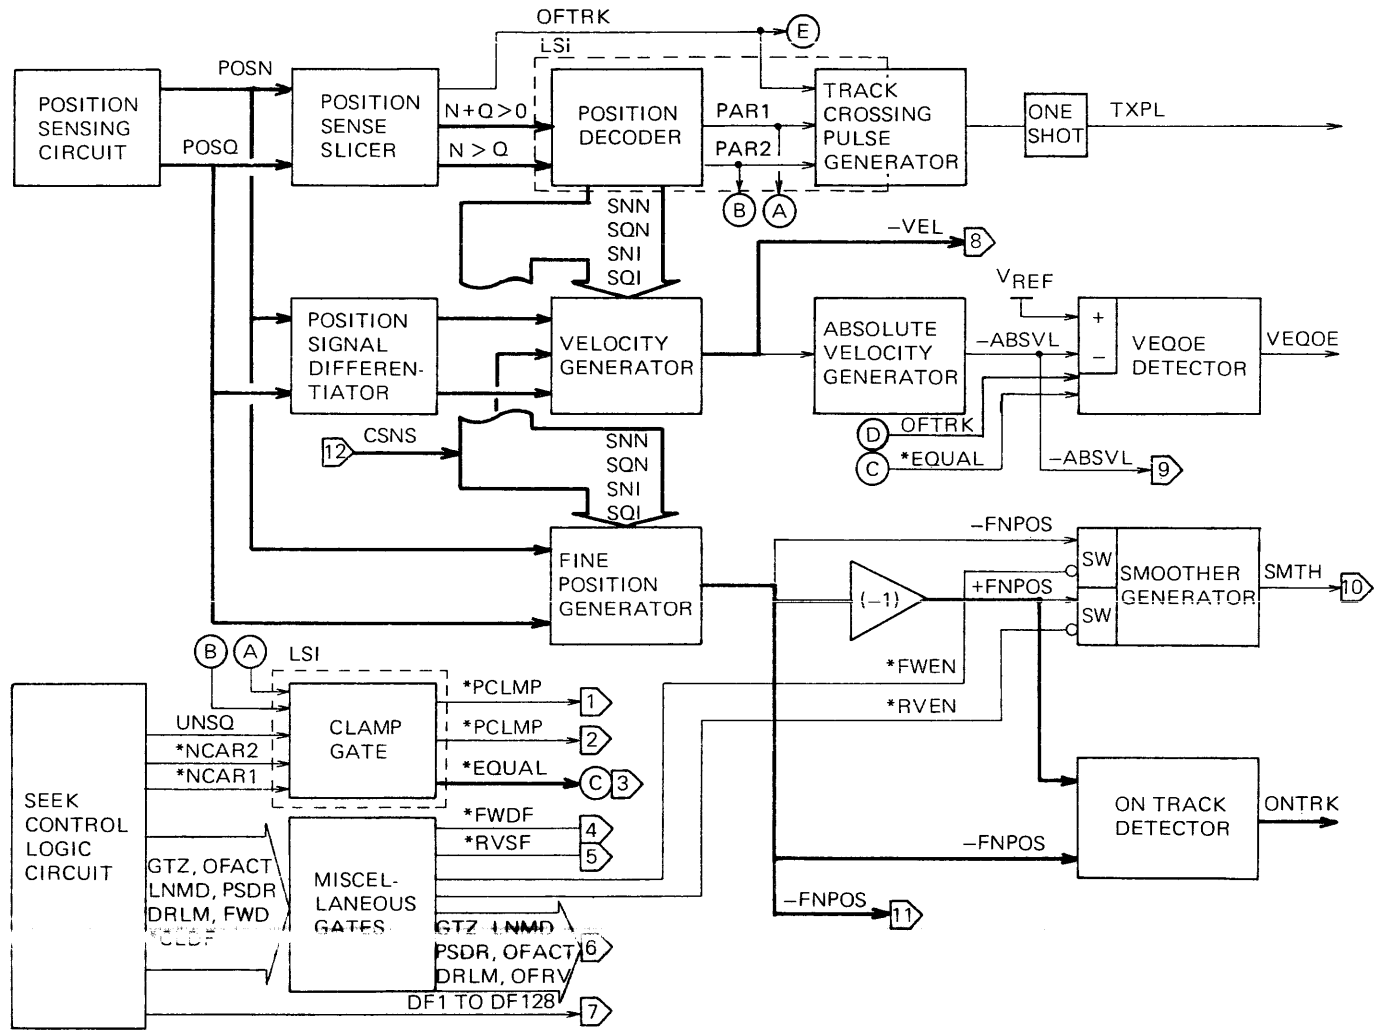 OFTRK
E
LSi
POSITION
SENSING
CIRCUIT
POSN
POSQ
POSITION
SENSE
SLICER
N+Q>0
N > Q
POSITION
DECODER
PAR1
PAR2
TRACK
CROSSING
PULSE
GENERATOR
ONE
SHOT
TXPL
B
A
SNN
SQN
SNI
SQI
−VEL
8
POSITION
SIGNAL
DIFFEREN-
TIATOR
VELOCITY
GENERATOR
ABSOLUTE
VELOCITY
GENERATOR
VREF
−ABSVL
+
−
VEQOE
DETECTOR
VEQOE
D
OFTRK
C
*EQUAL
−ABSVL
9
12
CSNS
SNN
SQN
SNI
SQI
FINE
POSITION
GENERATOR
−FNPOS
(−1)
+FNPOS
SW
SW
SMOOTHER
GENERATOR
SMTH
10
*FWEN
*RVEN
B
A
LSI
UNSQ
*NCAR2
*NCAR1
CLAMP
GATE
*PCLMP
1
*PCLMP
2
*EQUAL
C
3
SEEK
CONTROL
LOGIC
CIRCUIT
GTZ, OFACT
LNMD, PSDR
DRLM, FWD
*CLDF
MISCEL-
LANEOUS
GATES
*FWDF
4
*RVSF
5
GTZ LNMD
PSDR, OFACT
DRLM, OFRV
6
DF1 TO DF128
7
−FNPOS
−FNPOS
11
ON TRACK
DETECTOR
ONTRK